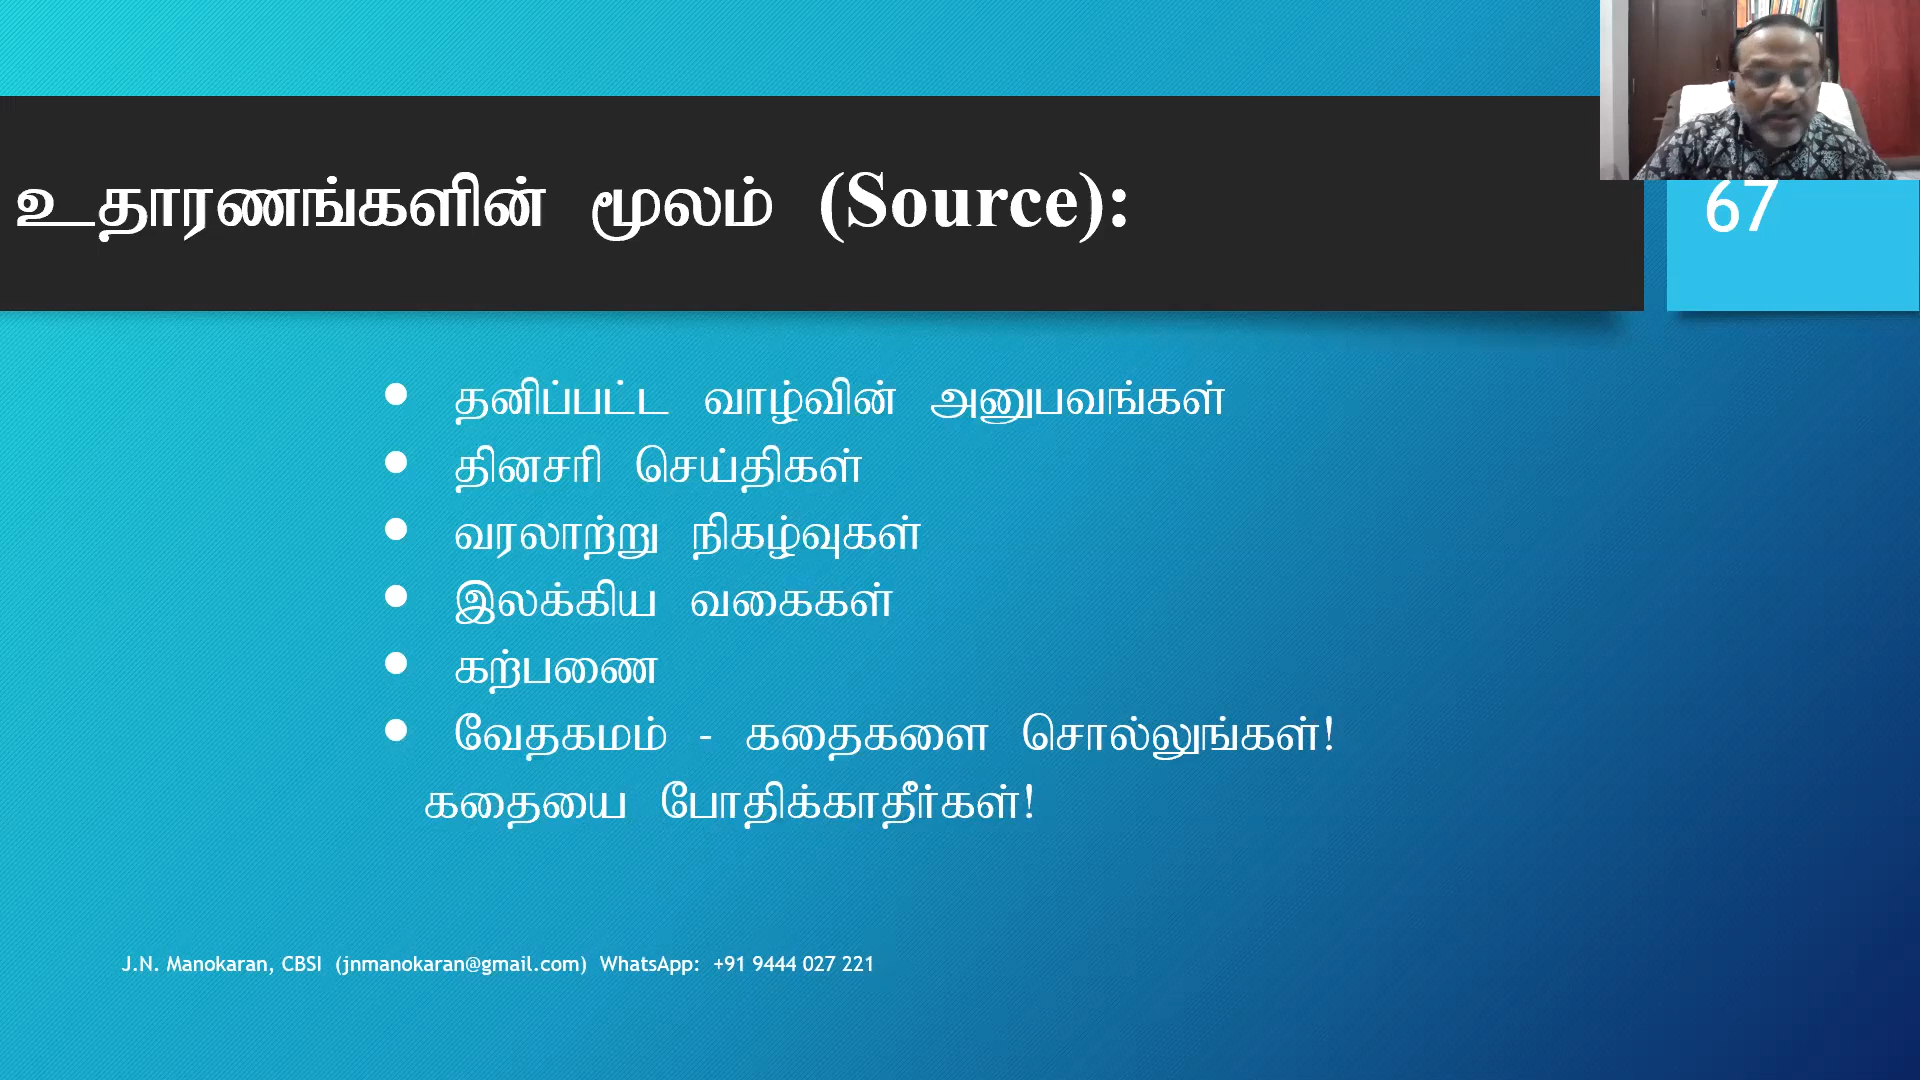 உதாரணங்களின் மூலம் (Source):
67
● தனிப்பட்ட வாழ்வின் அனுபவங்கள்
● தினசரி செய்திகள்
● வரலாற்று நிகழ்வுகள்
● இலக்கிய வகைகள்
● கற்பணை
● வேதகமம் - கதைகளை சொல்லுங்கள்!
கதையை போதிக்காதீர்கள்!
J.N. Manokaran, CBSI (jnmanokaran@gmail.com) WhatsApp: +91 9444 027 221